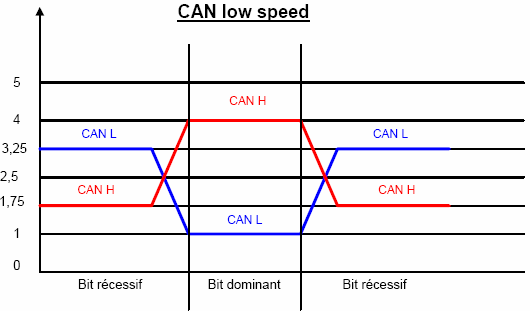 CAN low speed
5
CAN H
4
CAN L
CAN L
3,25
2,5
CAN H
CAN H
1,75
CAN L
1
0
Bit récessif
Bit dominant
Bit récessif